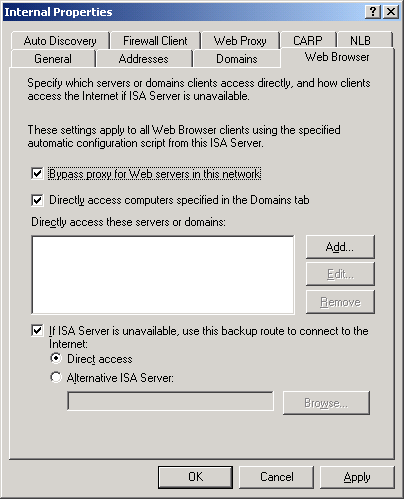 Internal Properties
Auto Discovery Firewall Client Web Proxy CARP NLB
General Addresses Domains Web Browser
Specify which servers or domains clients access directly, and how clients
access the Internet if ISA Server is unavailable.
These settings apply to all Web Browser clients using the specified
automatic configuration script from this ISA Server.
Bypass proxy for Web servers in this network
Directly access computers specified in the Domains tab
Directly access these servers or domains:
Add...
Edit...
Remove
If ISA Server is unavailable, use this backup route to connect to the
Internet:
Direct access
Alternative ISA Server:
Browse...
OK Cancel Apply